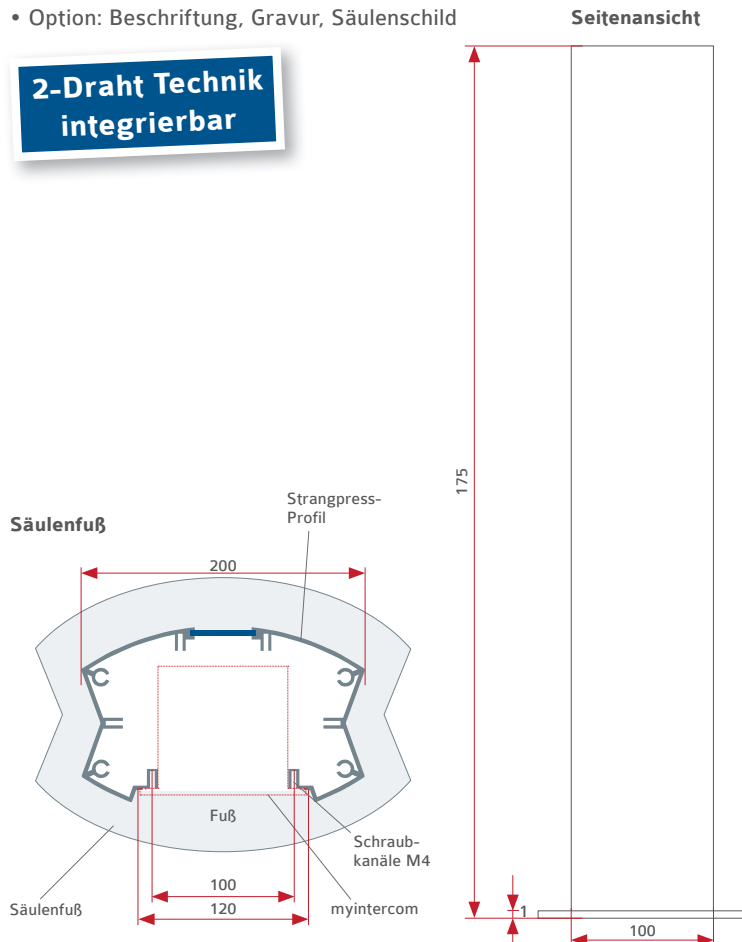 • Option: Beschriftung, Gravur, Säulenschild
Seitenansicht
2-Draht Technik
integrierbar
175
Strangpress-
Profil
Säulenfuß
200
Fuß
Schraub-
kanäle M4
100
Säulenfuß
120
myintercom
1
100